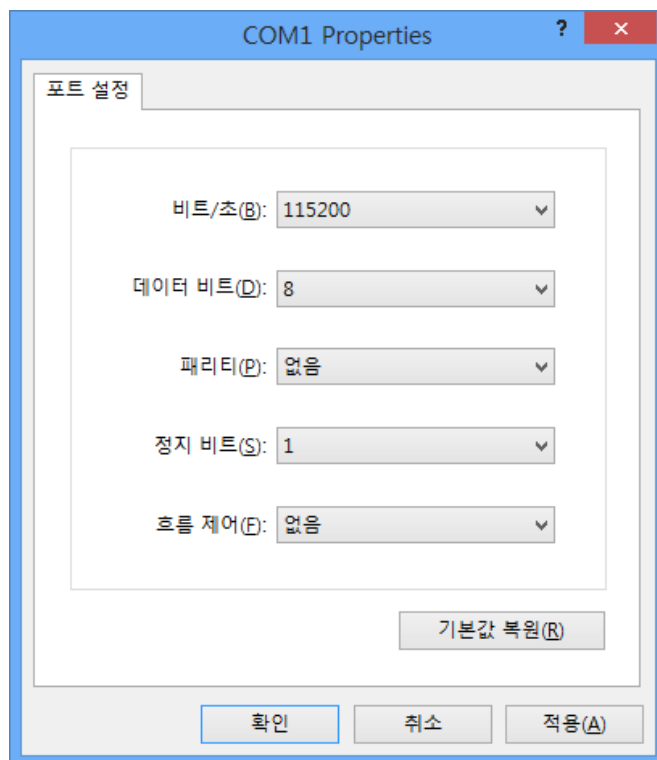 COM1 Properties
?
포트 설정
비트/초(B): 115200
데이터 비트(D): 8
패리티(P): 없음
정지 비트(S): 1
흐름 제어(F): 없음
기본값 복원(R)
확인 취소 적용(A)